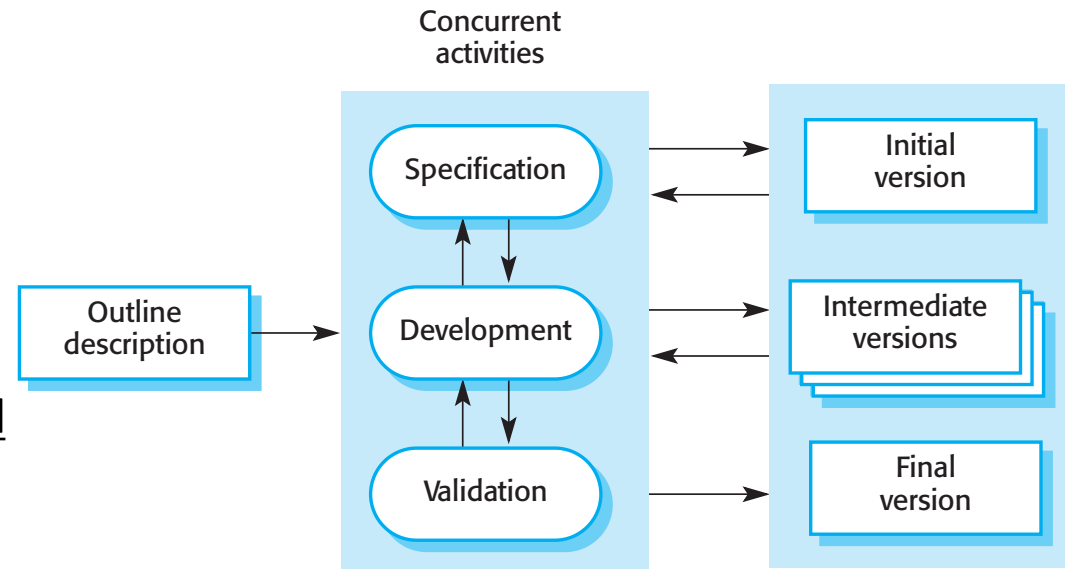 Concurrent
activities
Specification
Initial
version
Outline
description
Development
Intermediate
versions
Validation
Final
version